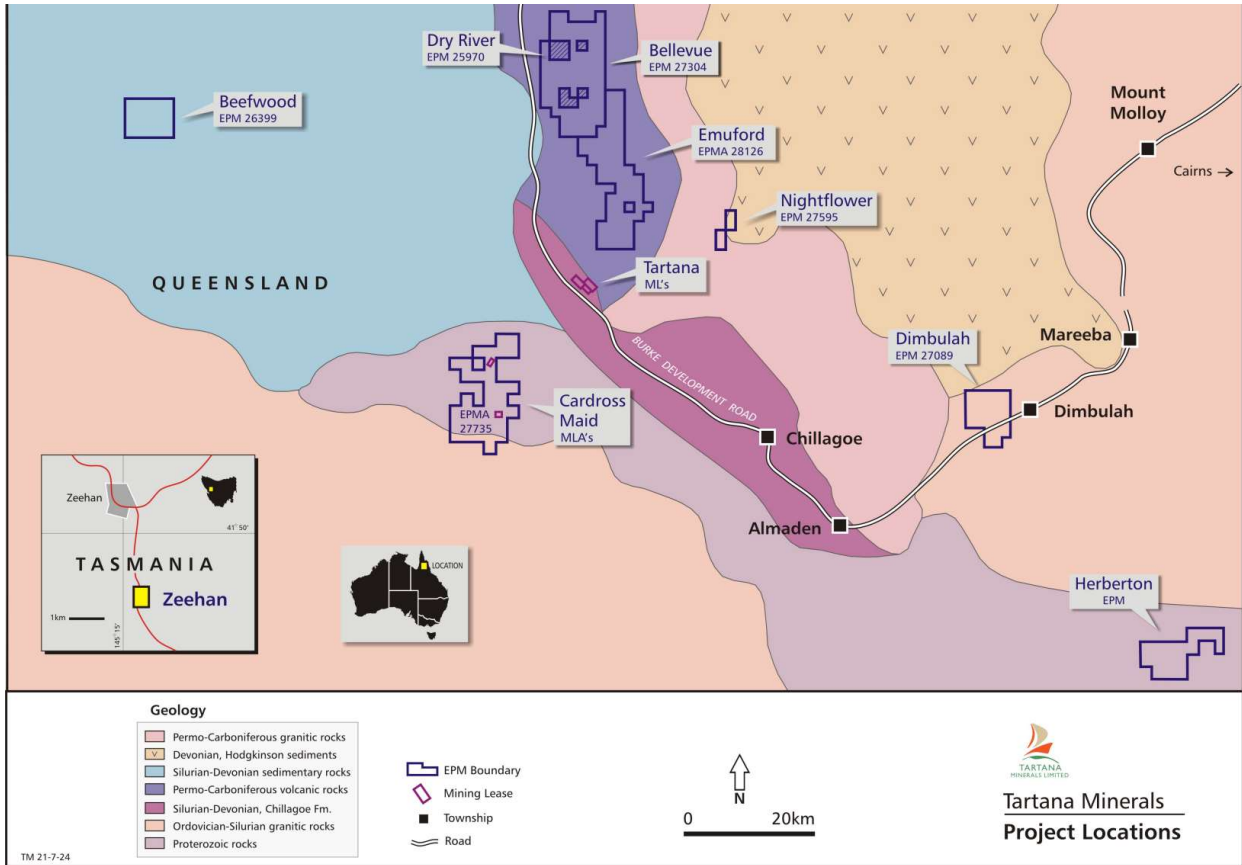 Dry River
EPM 25970
Bellevue
EPM 27304
Beefwood
EPM 26399
Mount
Molloy
Emuford
EPMA 28126
Cairns →
Nightflower
EPM 27595
QUEENSLAND
Tartana
ML's
BURKE DEVELOPMENT ROAD
Dimbulah
EPM 27089
Mareeba
Cardross
Maid
MLA's
EPMA
27735
Dimbulah
Chillagoe
Almaden
Zeehan
41° 50'
TASMANIA
Zeehan
1km
145° 15'
LOCATION
Herberton
EPM
Geology
Permo-Carboniferous granitic rocks
Devonian, Hodgkinson sediments
Silurian-Devonian sedimentary rocks
Permo-Carboniferous volcanic rocks
Silurian-Devonian, Chillagoe Fm.
Ordovician-Silurian granitic rocks
Proterozoic rocks
EPM Boundary
Mining Lease
Township
Road
N
0 20km
TARTANA
MINERALS LIMITED
Tartana Minerals
Project Locations
TM 21-7-24